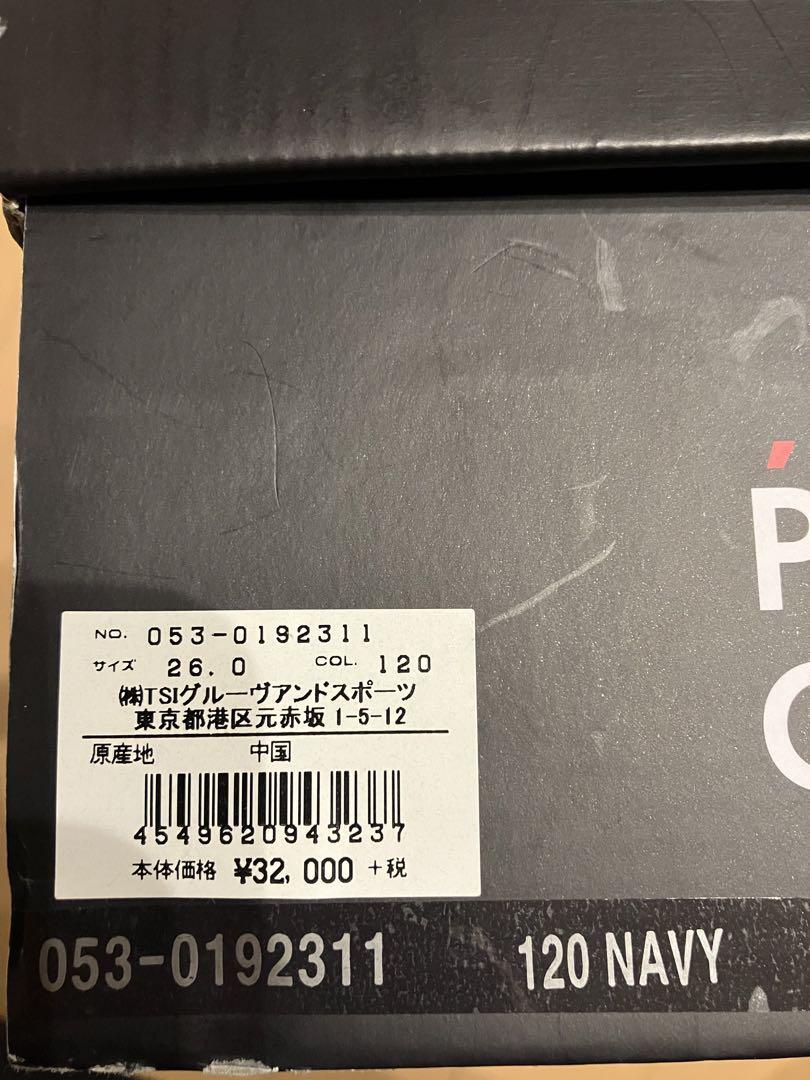 P
NO. 053-0192311
サイズ 26.0 COL. 120
㈱TSIグルーヴアンドスポーツ
東京都港区元赤坂 1-5-12
原産地 中国
4549620943237
本体価格 ¥32,000 +税
053-0192311 120 NAVY